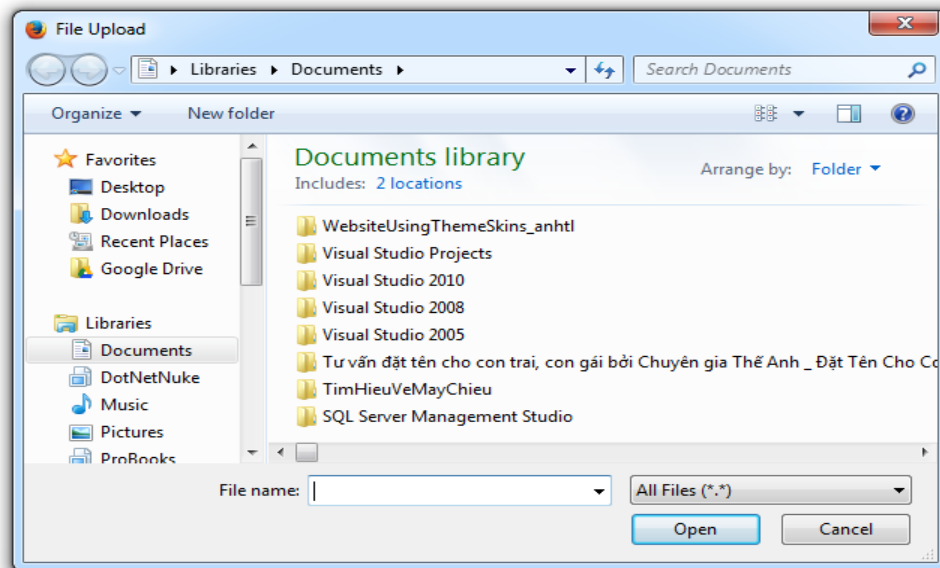 File Upload
Libraries Documents
Search Documents
Organize New folder
Favorites
Desktop
Downloads
Recent Places
Google Drive
Libraries
Documents
DotNetNuke
Music
Pictures
ProBooks
Documents library
Includes: 2 locations
Arrange by: Folder
WebsiteUsingThemeSkins_anhtl
Visual Studio Projects
Visual Studio 2010
Visual Studio 2008
Visual Studio 2005
Tư vấn đặt tên cho con trai, con gái bởi Chuyên gia Thế Anh _ Đặt Tên Cho Co
TimHieuVeMayChieu
SQL Server Management Studio
File name:
All Files (*.*)
Open Cancel